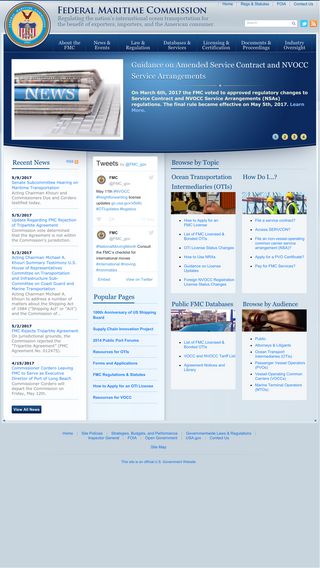 Home
Regs & Statutes
FOIA
Contact Us
FEDERAL MARITIME COMMISSION
Regulating the nation's international ocean transportation for
the benefit of exporters, importers, and the American consumer.
About the FMC
News & Events
Law & Regulation
Databases & Services
Licensing & Certification
Documents & Proceedings
Industry Oversight
NEWS
Guidance on Amended Service Contract and NVOCC
Service Arrangements
On March 6th, 2017 the FMC voted to approved regulatory changes to
Service Contract and NVOCC Service Arrangements (NSAs)
regulations. The final rule became effective on May 5th, 2017. Learn
More.
1 2 3 4
Recent News
RSS
5/9/2017
Senate Subcommittee Hearing on
Maritime Transportation
Acting Chairman Khouri and
Commissioners Dye and Cordero
testified today.
5/9/2017
Update Regarding FMC Rejection
of Tripartite Agreement
Commission Determined that
Agreement is not within
the Commission's jurisdiction.
5/3/2017
Acting Chairman Michael A.
Khouri Summary Testimony U.S.
House of Representatives
Committee on Transportation
and Infrastructure Sub-
Committee on Coast Guard and
Marine Transportation
Acting Chairman Michael A.
Khouri to address a number of
matters about the Shipping Act
of 1984 ("Shipping Act" or "Act")
and the Commission of...
5/2/2017
FMC Rejects Tripartite Agreement
On jurisdictional grounds, the
Commission rejected the
"Tripartite Agreement" (FMC
Agreement No. 012475).
4/19/2017
Commissioner Cordero Leaving
FMC to Serve as Executive
Director of Port of Long Beach
Commissioner Cordero will depart
the Commission on Friday, May 12th.
View All News
Tweets by @FMC_gov
FMC
@FMC_gov
May 11th #NVOCC
#freightforwarding license
updates
#OTIupdates #logistics
FMC
@FMC_gov
Consult the
FMC's checklist for
international moves
#international #moving
Embed
View on Twitter
Popular Pages
100th Anniversary of US Shipping
Board
Supply Chain Innovation Project
2014 Public Port Forums
Resources for OTIs
Forms and Applications
FMC Regulations & Statutes
How to Apply for an OTI License
Resources for VOCC
Browse by Topic
Ocean Transport
Intermediaries (OTIs)
How to Apply for an
FMC License
List of FMC Licensed &
Bonded OTIs
OTI License Status Changes
How to Use NRAs
Guidance on License
Updates
Foreign NVOCC Registration
License Status Changes
How Do I...?
File a service contract?
Access SERVCON?
File an on-vessel operating
common carrier service
arrangement (NSA)?
Apply for a PVO Certificate?
Pay for FMC Services?
Public FMC Databases
List of FMC Licensed &
Bonded OTIs
VOCC and NVOCC Tariff List
Agreement Notices and
Library
Browse by Audience
Public
Attorneys & Litigants
Ocean Transport
Intermediaries (OTIs)
Passenger Vessel Operators
(PVOs)
Vessel Operating Common
Carriers (VOCCs)
Marine Terminal Operators
(MTOs)
Home
Site Policies
Strategies, Budgets, and Performance
Governmentwide Laws & Regulations
Inspector General
FOIA
Open Government
USA.gov
Contact Us
Site Map
This site is an official U.S. Government Website.